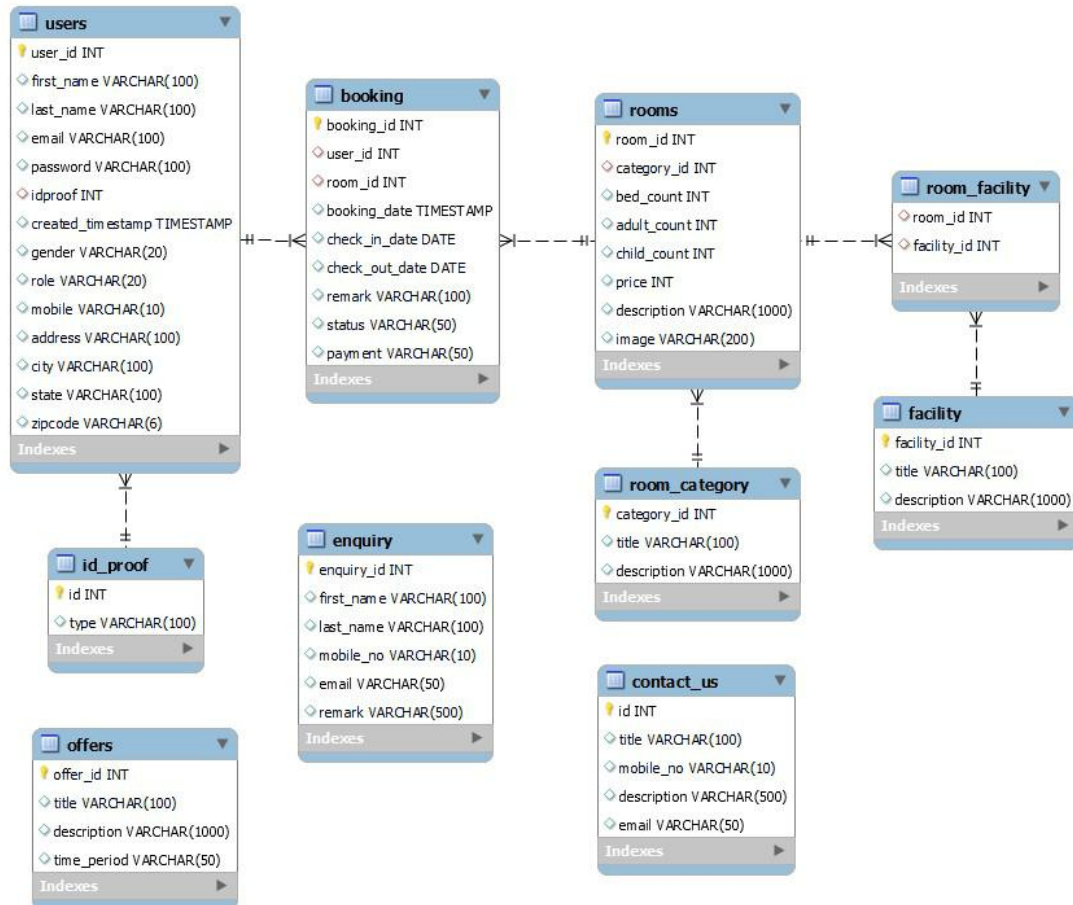 users
user_id INT
first_name VARCHAR(100)
last_name VARCHAR(100)
email VARCHAR(100)
password VARCHAR(100)
idproof INT
created_timestamp TIMESTAMP
gender VARCHAR(20)
role VARCHAR(20)
mobile VARCHAR(10)
address VARCHAR(100)
city VARCHAR(100)
state VARCHAR(100)
zipcode VARCHAR(6)
Indexes
booking
booking_id INT
user_id INT
room_id INT
booking_date TIMESTAMP
check_in_date DATE
check_out_date DATE
remark VARCHAR(100)
status VARCHAR(50)
payment VARCHAR(50)
Indexes
rooms
room_id INT
category_id INT
bed_count INT
adult_count INT
child_count INT
price INT
description VARCHAR(1000)
image VARCHAR(200)
Indexes
room_facility
room_id INT
facility_id INT
Indexes
facility
facility_id INT
title VARCHAR(100)
description VARCHAR(1000)
Indexes
id_proof
id INT
type VARCHAR(100)
Indexes
enquiry
enquiry_id INT
first_name VARCHAR(100)
last_name VARCHAR(100)
mobile_no VARCHAR(10)
email VARCHAR(50)
remark VARCHAR(500)
Indexes
room_category
category_id INT
title VARCHAR(100)
description VARCHAR(1000)
Indexes
contact_us
id INT
title VARCHAR(100)
mobile_no VARCHAR(10)
description VARCHAR(500)
email VARCHAR(50)
Indexes
offers
offer_id INT
title VARCHAR(100)
description VARCHAR(1000)
time_period VARCHAR(50)
Indexes